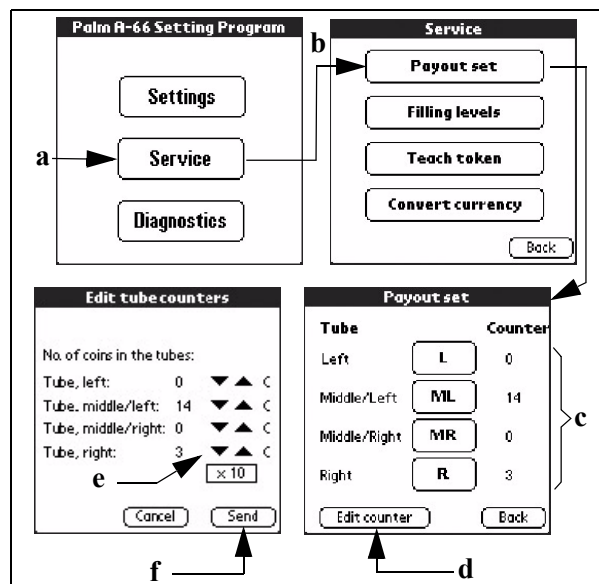 Palm A-66 Setting Program
Settings
a
Service
Diagnostics
b
Service
Payout set
Filling levels
Teach token
Convert currency
Back
Edit tube counters
No. of coins in the tubes:
Tube, left: 0 ▼ ▲ C
Tube, middle/left: 14 ▼ ▲ C
Tube, middle/right: 0 ▼ ▲ C
Tube, right: 3 ▼ ▲ C
e
x 10
Cancel Send
f
Payout set
Tube Counter
Left L 0
Middle/Left ML 14
c
Middle/Right MR 0
Right R 3
Edit counter Back
d